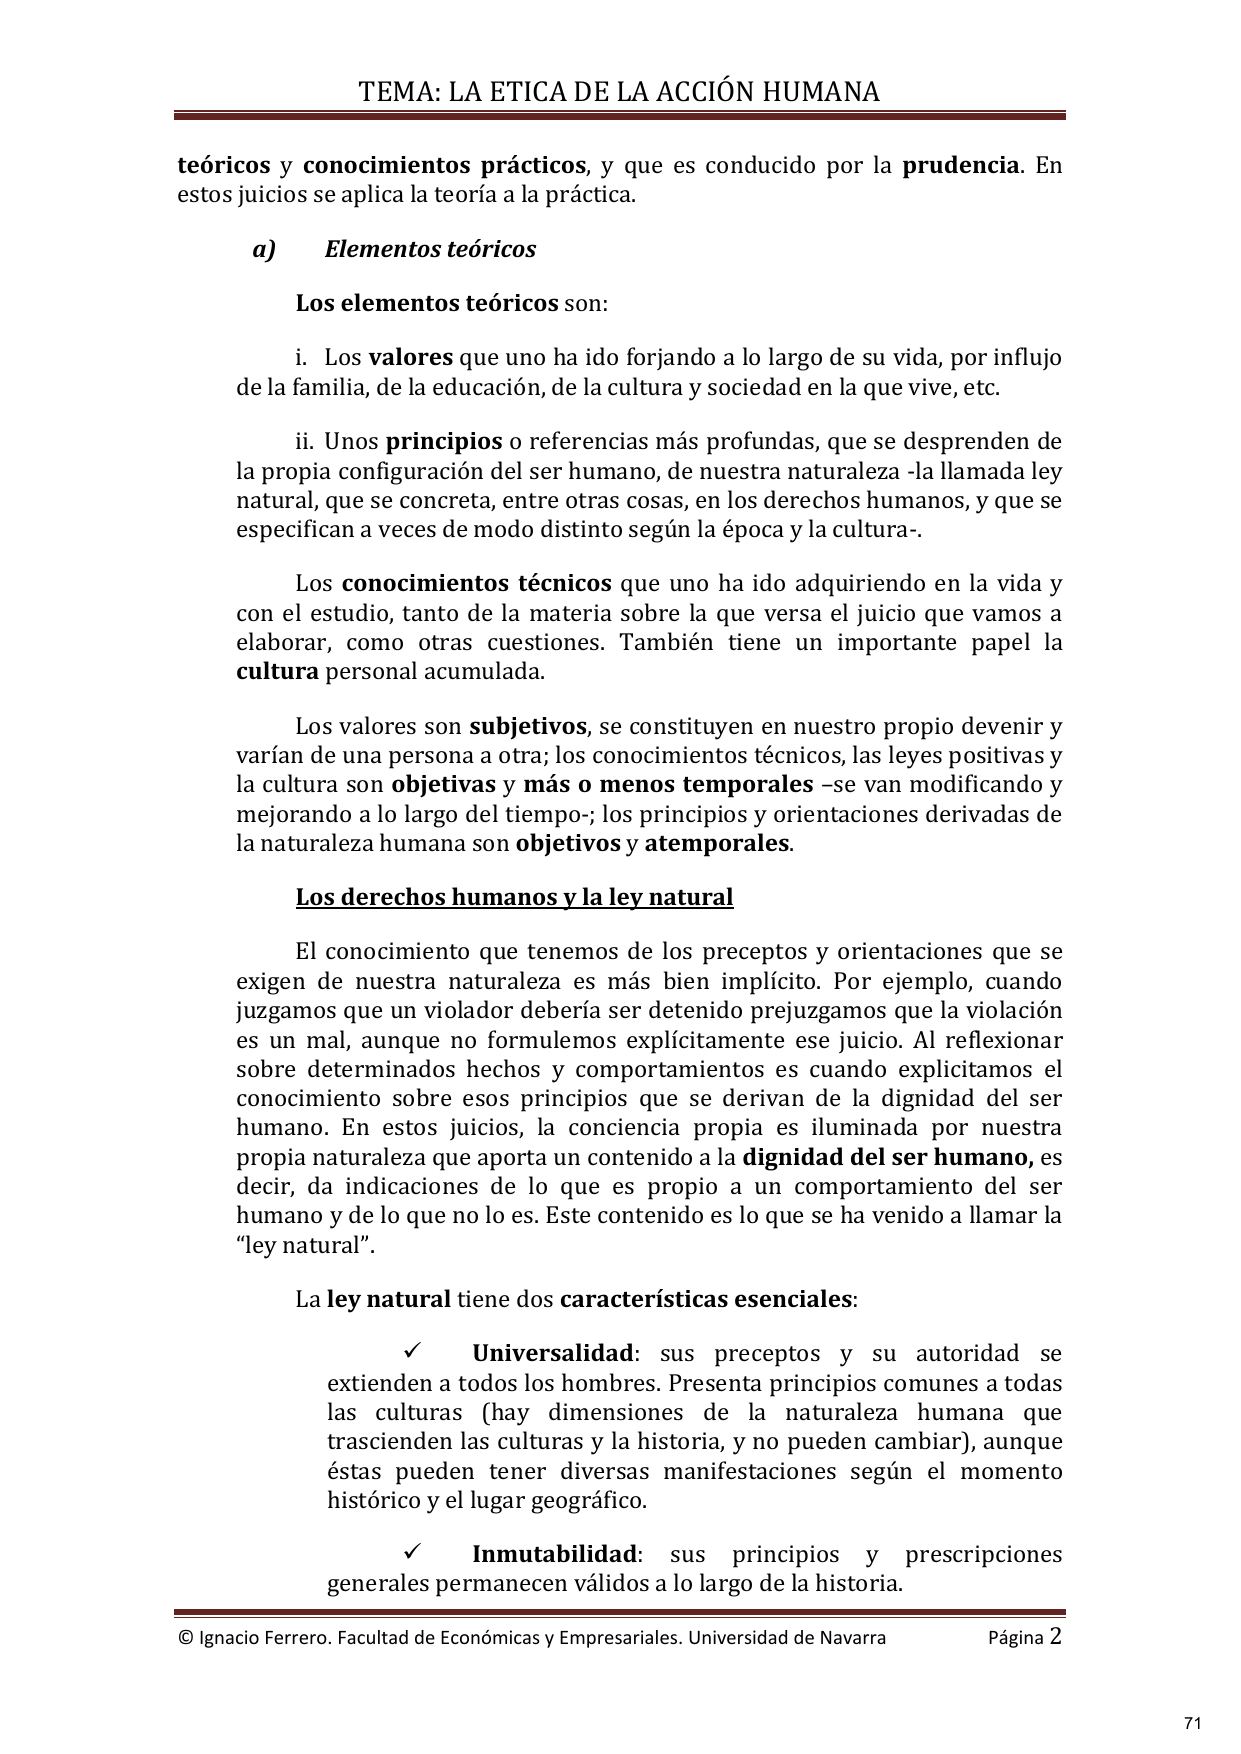 TEMA: LA ETICA DE LA ACCIÓN HUMANA
teóricos y conocimientos prácticos, y que es conducido por la prudencia. En
estos juicios se aplica la teoría a la práctica.
a) Elementos teóricos
Los elementos teóricos son:
i. Los valores que uno ha ido forjando a lo largo de su vida, por influjo
de la familia, de la educación, de la cultura y sociedad en la que vive, etc.
ii. Unos principios o referencias más profundas, que se desprenden de
la propia configuración del ser humano, de nuestra naturaleza -la llamada ley
natural, que se concreta, entre otras cosas, en los derechos humanos, y que se
especifican a veces de modo distinto según la época y la cultura-.
Los conocimientos técnicos que uno ha ido adquiriendo en la vida y
con el estudio, tanto de la materia sobre la que versa el juicio que vamos a
elaborar, como otras cuestiones. También tiene un importante papel la
cultura personal acumulada.
Los valores son subjetivos, se constituyen en nuestro propio devenir y
varían de una persona a otra; los conocimientos técnicos, las leyes positivas y
la cultura son objetivas y más o menos temporales –se van modificando y
mejorando a lo largo del tiempo-; los principios y orientaciones derivadas de
la naturaleza humana son objetivos y atemporales.
Los derechos humanos y la ley natural
El conocimiento que tenemos de los preceptos y orientaciones que se
exigen de nuestra naturaleza es más bien implícito. Por ejemplo, cuando
juzgamos que un violador debería ser detenido prejuzgamos que la violación
es un mal, aunque no formulemos explícitamente ese juicio. Al reflexionar
sobre determinados hechos y comportamientos es cuando explicitamos el
conocimiento sobre esos principios que se derivan de la dignidad del ser
humano. En estos juicios, la conciencia propia es iluminada por nuestra
propia naturaleza que aporta un contenido a la dignidad del ser humano, es
decir, da indicaciones de lo que es propio a un comportamiento del ser
humano y de lo que no lo es. Este contenido es lo que se ha venido a llamar la
“ley natural”.
La ley natural tiene dos características esenciales:
✓ Universalidad: sus preceptos y su autoridad se
extienden a todos los hombres. Presenta principios comunes a todas
las culturas (hay dimensiones de la naturaleza humana que
trascienden las culturas y la historia, y no pueden cambiar), aunque
éstas pueden tener diversas manifestaciones según el momento
histórico y el lugar geográfico.
✓ Inmutabilidad: sus principios y prescripciones
generales permanecen válidos a lo largo de la historia.
© Ignacio Ferrero. Facultad de Económicas y Empresariales. Universidad de Navarra Página 2
71